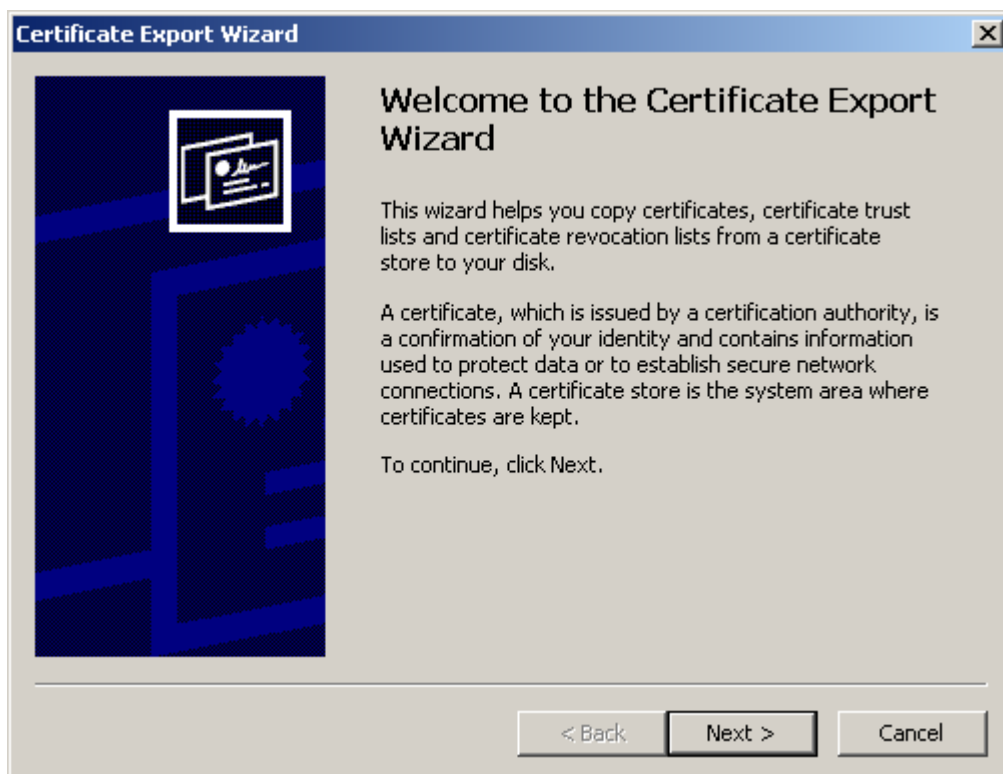 Certificate Export Wizard
Welcome to the Certificate Export
Wizard
This wizard helps you copy certificates, certificate trust
lists and certificate revocation lists from a certificate
store to your disk.
A certificate, which is issued by a certification authority, is
a confirmation of your identity and contains information
used to protect data or to establish secure network
connections. A certificate store is the system area where
certificates are kept.
To continue, click Next.
< Back
Next >
Cancel